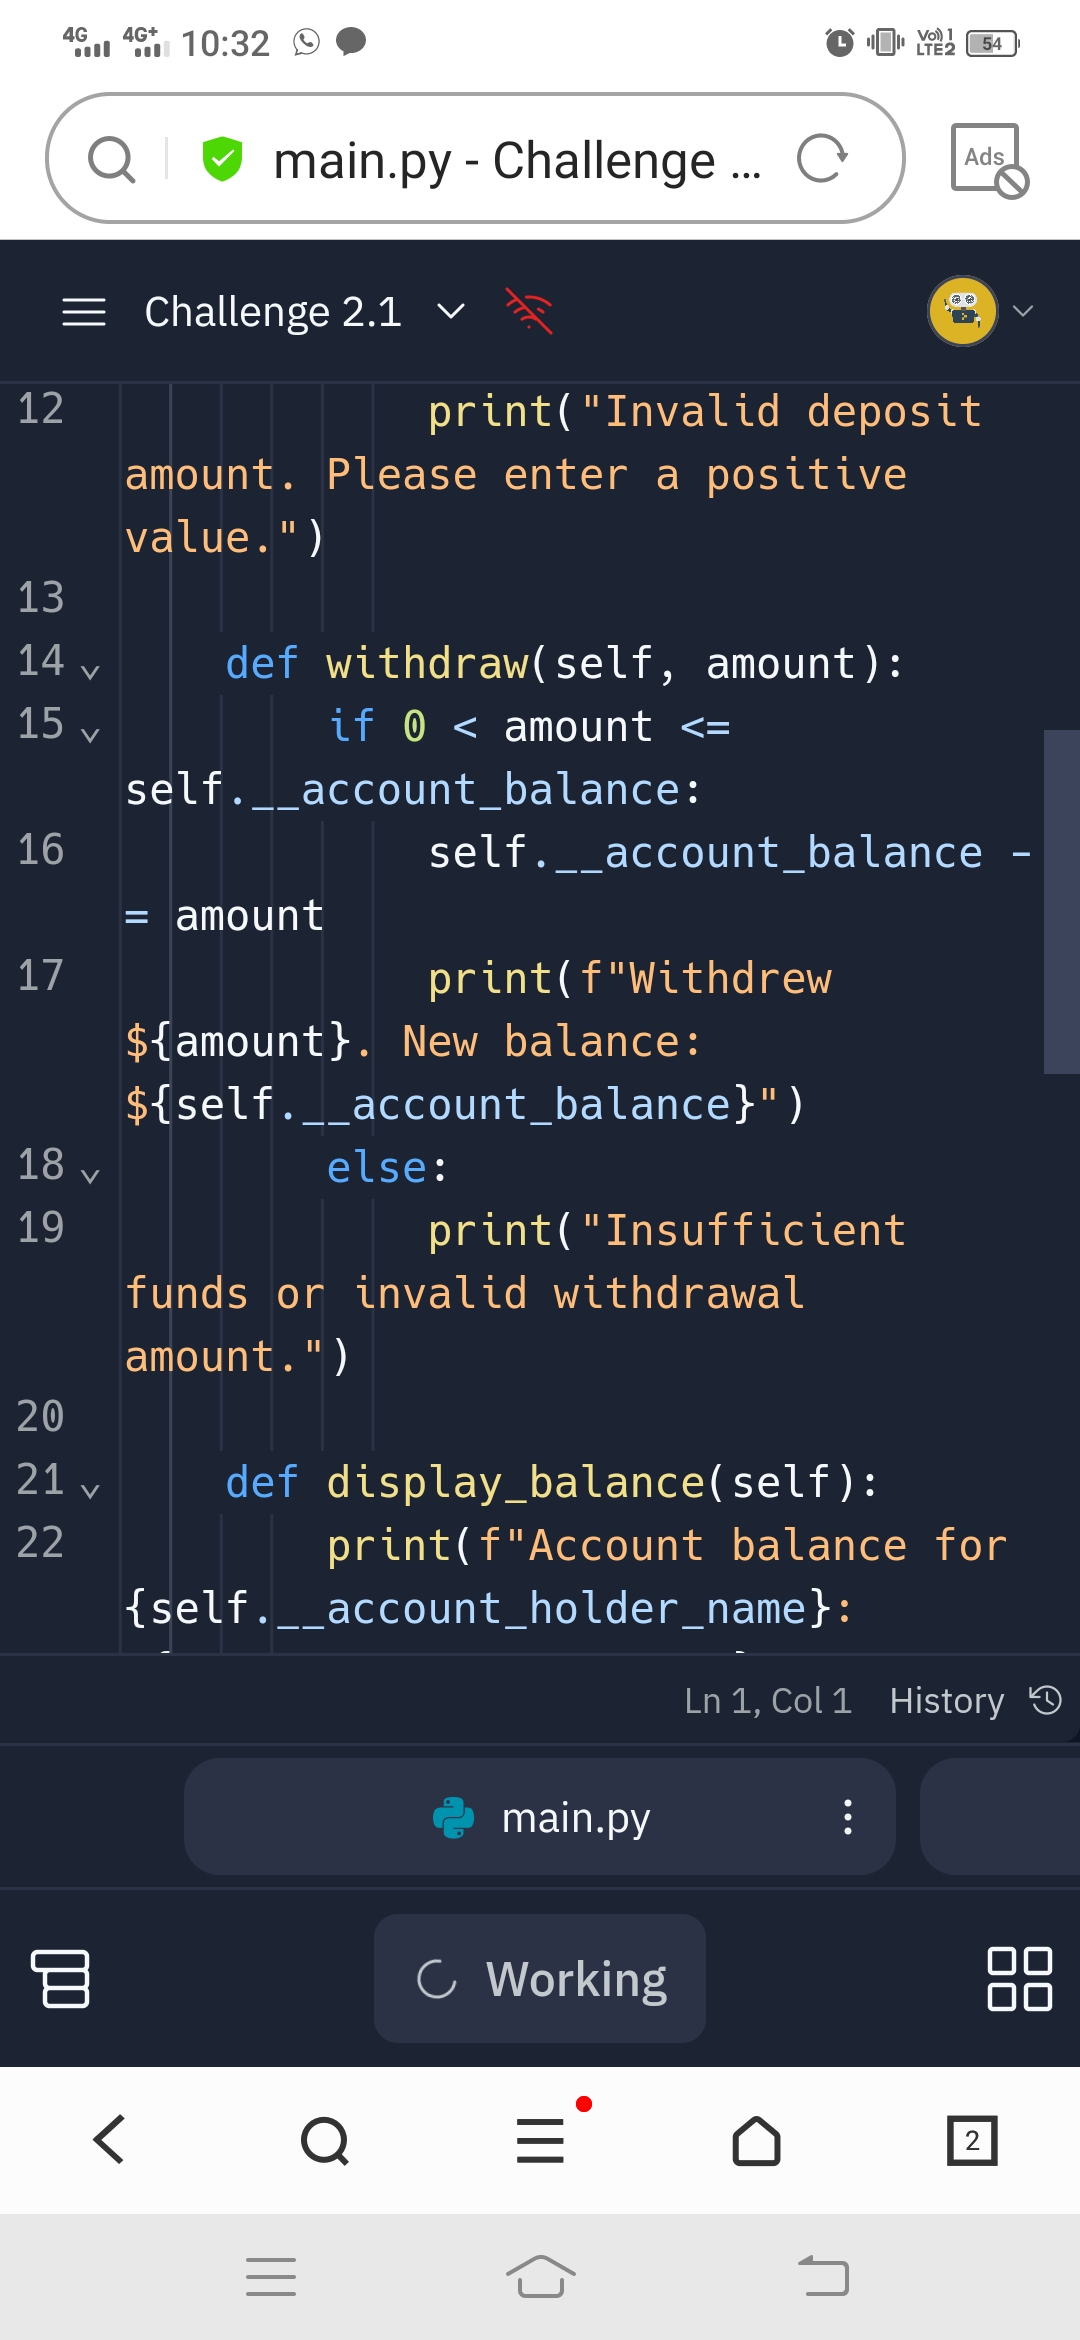 4G 4G+ 10:32 Vo) 1 LTE2 54
main.py - Challenge ... Ads
Challenge 2.1
12 print("Invalid deposit
amount. Please enter a positive
value.")
13
14 def withdraw(self, amount):
15 if 0 < amount <=
self.__account_balance:
16 self.__account_balance -
= amount
17 print(f"Withdrew
${amount}. New balance:
${self.__account_balance}")
18 else:
19 print("Insufficient
funds or invalid withdrawal
amount.")
20
21 def display_balance(self):
22 print(f"Account balance for
{self.__account_holder_name}:
Ln 1, Col 1 History
main.py
Working
2